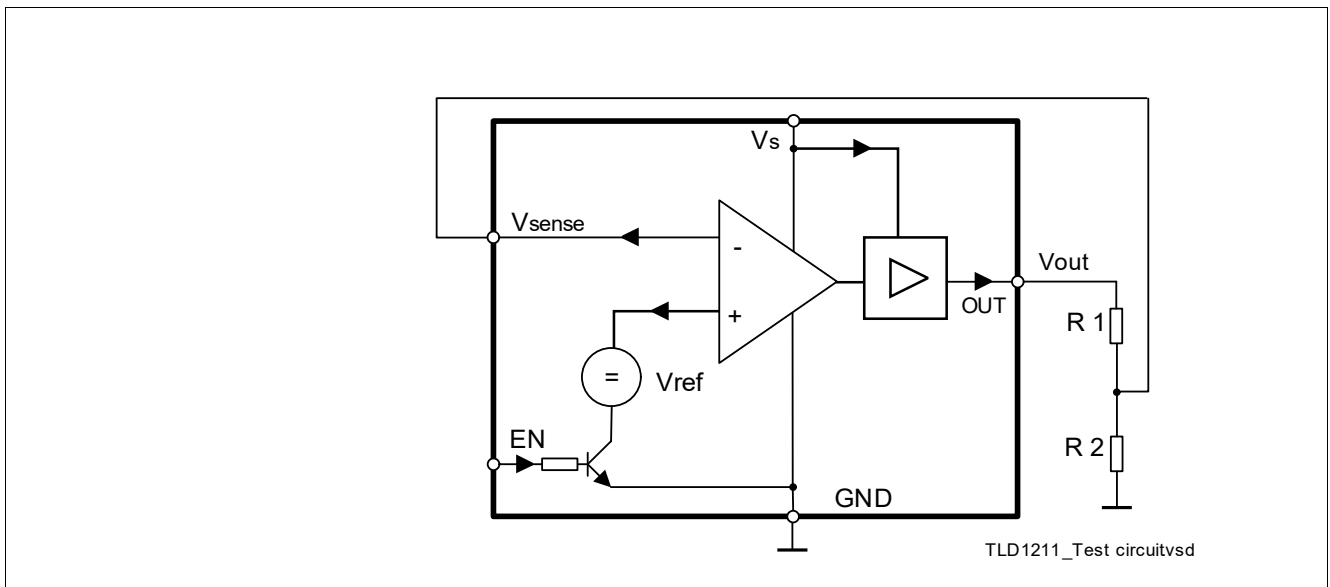 Vs
Vsense
-
Vout
OUT
R 1
+
=
Vref
EN
R 2
GND
TLD1211_Test circuitvsd